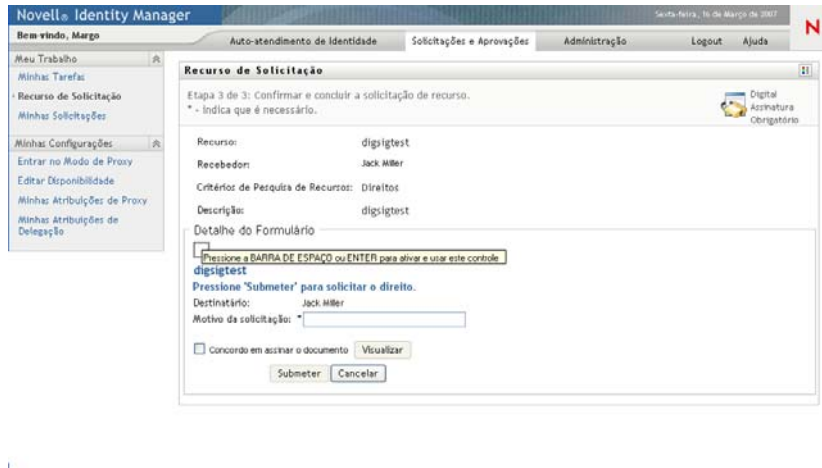 Novell® Identity Manager
Sexta-feira, 16 de Março de 2007
Bem-vindo, Margo
Auto-atendimento de Identidade
Solicitações e Aprovações
Administração
Logout
Ajuda
N
Meu Trabalho
Minhas Tarefas
Recurso de Solicitação
Minhas Solicitações
Minhas Configurações
Entrar no Modo de Proxy
Editar Disponibilidade
Minhas Atribuições de Proxy
Minhas Atribuições de
Delegação
Recurso de Solicitação
Etapa 3 de 3: Confirmar e concluir a solicitação de recurso.
* - indica que é necessário.
Digital
Assinatura
Obrigatório
Recurso: digsigtest
Recebedor: Jack Miller
Critérios de Pesquisa de Recursos: Direitos
Descrição: digsigtest
Detalhe do Formulário
Pressione a BARRA DE ESPAÇO ou ENTER para ativar e usar este controle
digsigtest
Pressione 'Submeter' para solicitar o direito.
Destinatário: Jack Miller
Motivo da solicitação: *
Concordo em assinar o documento Visualizar
Submeter Cancelar